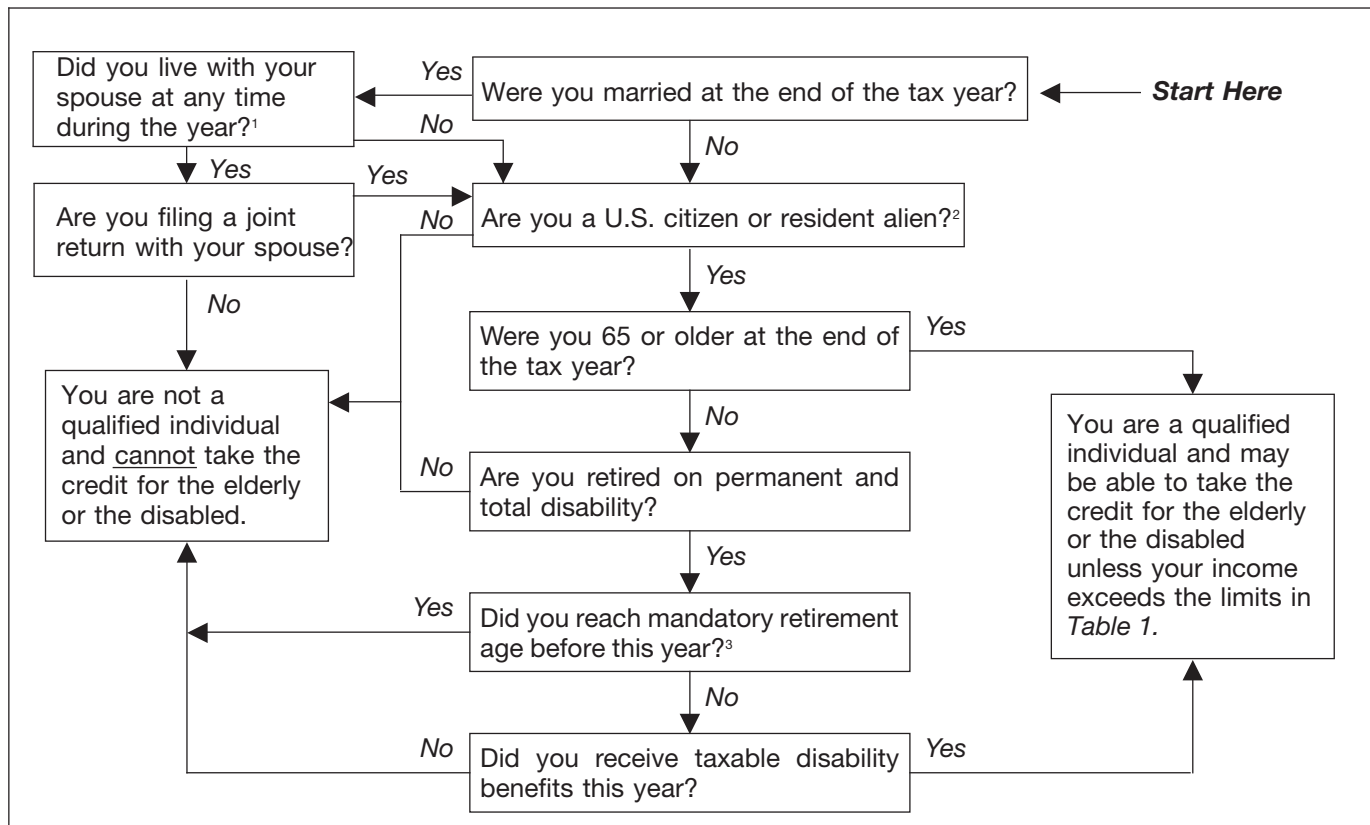 Start Here
Were you married at the end of the tax year?
Yes
No
Did you live with your
spouse at any time
during the year?¹
No
Yes
Are you filing a joint
return with your spouse?
Yes
No
Are you a U.S. citizen or resident alien?²
No
Yes
Were you 65 or older at the end of
the tax year?
Yes
No
You are not a
qualified individual
and cannot take the
credit for the elderly
or the disabled.
Are you retired on permanent and
total disability?
No
Yes
You are a qualified
individual and may
be able to take the
credit for the elderly
or the disabled
unless your income
exceeds the limits in
Table 1.
Did you reach mandatory retirement
age before this year?³
Yes
No
Did you receive taxable disability
benefits this year?
No
Yes